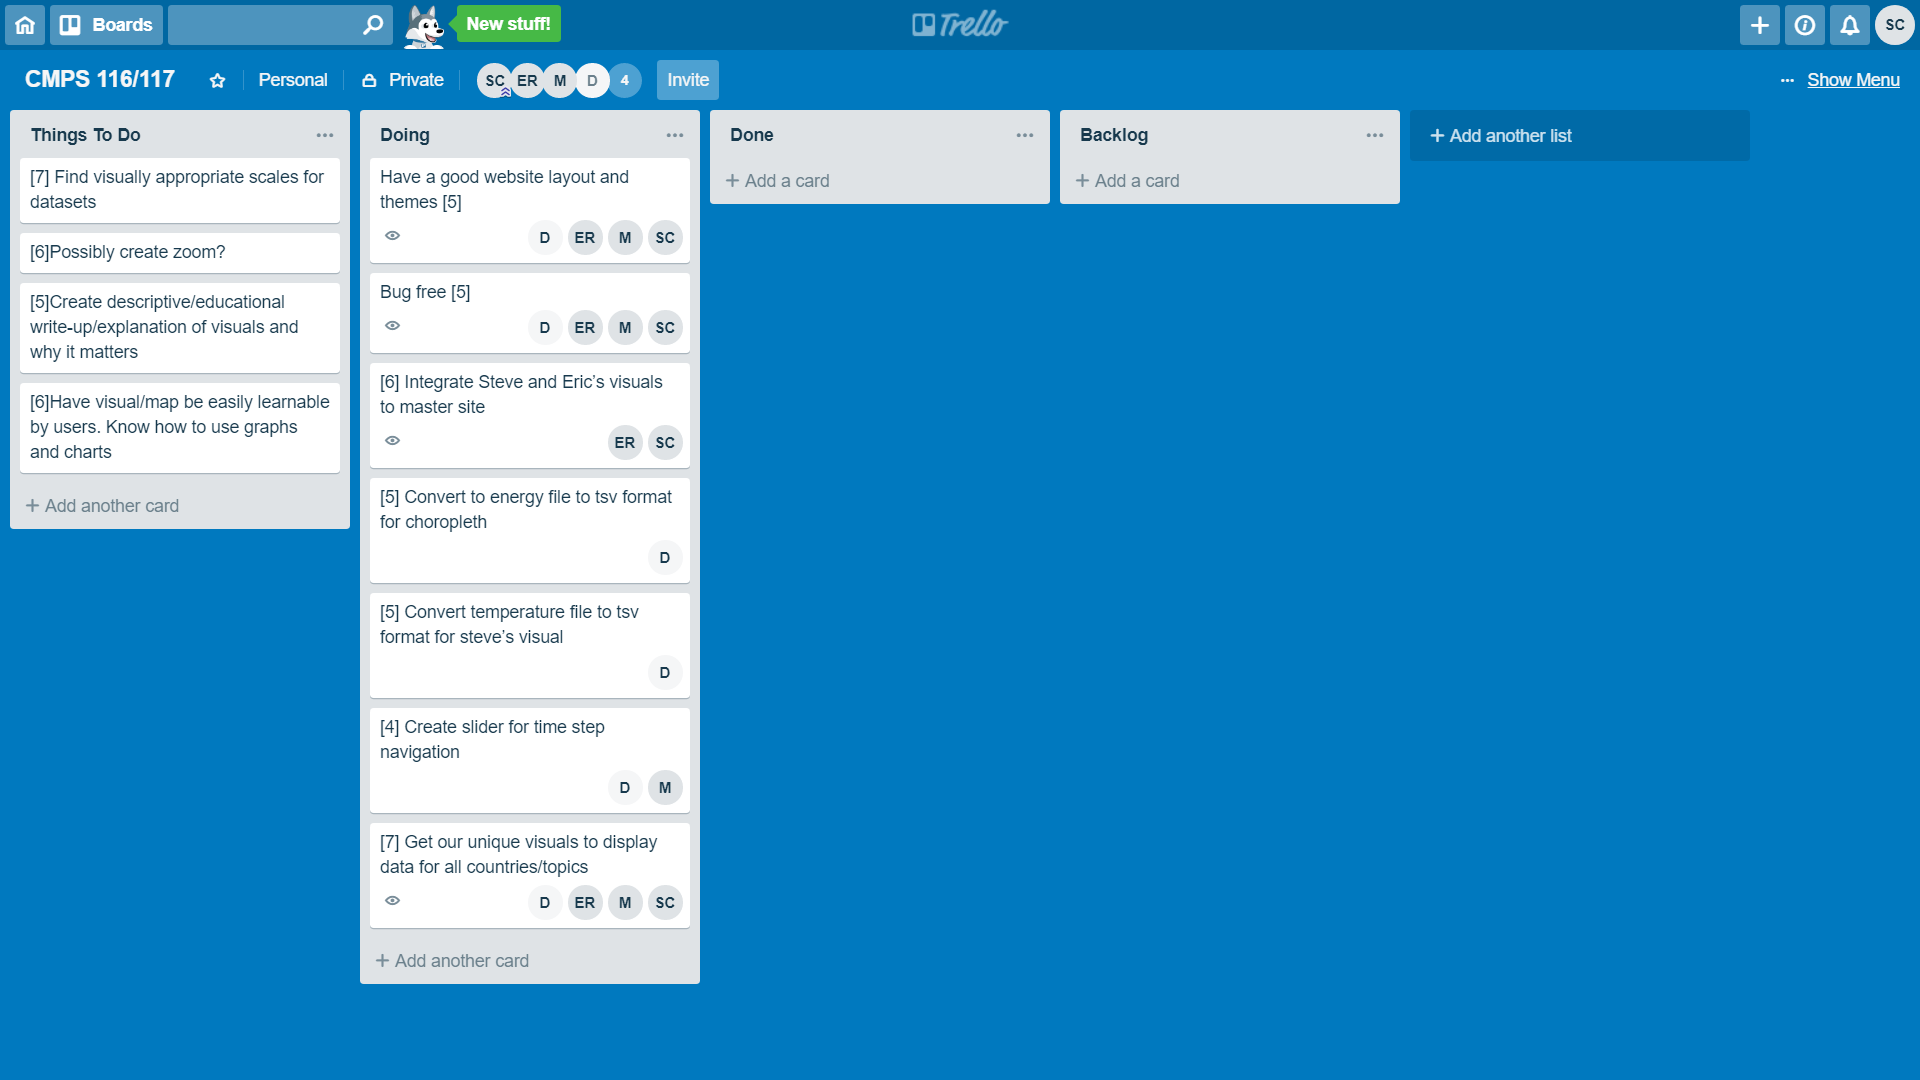 Boards
New stuff!
Trello
SC
CMPS 116/117
Personal
Private
SC ER M D 4
Invite
... Show Menu
Things To Do
[7] Find visually appropriate scales for
datasets
[6]Possibly create zoom?
[5]Create descriptive/educational
write-up/explanation of visuals and
why it matters
[6]Have visual/map be easily learnable
by users. Know how to use graphs
and charts
+ Add another card
Doing
Have a good website layout and
themes [5]
D ER M SC
Bug free [5]
D ER M SC
[6] Integrate Steve and Eric’s visuals
to master site
ER SC
[5] Convert to energy file to tsv format
for choropleth
D
[5] Convert temperature file to tsv
format for steve’s visual
D
[4] Create slider for time step
navigation
D M
[7] Get our unique visuals to display
data for all countries/topics
D ER M SC
+ Add another card
Done
+ Add a card
Backlog
+ Add a card
+ Add another list